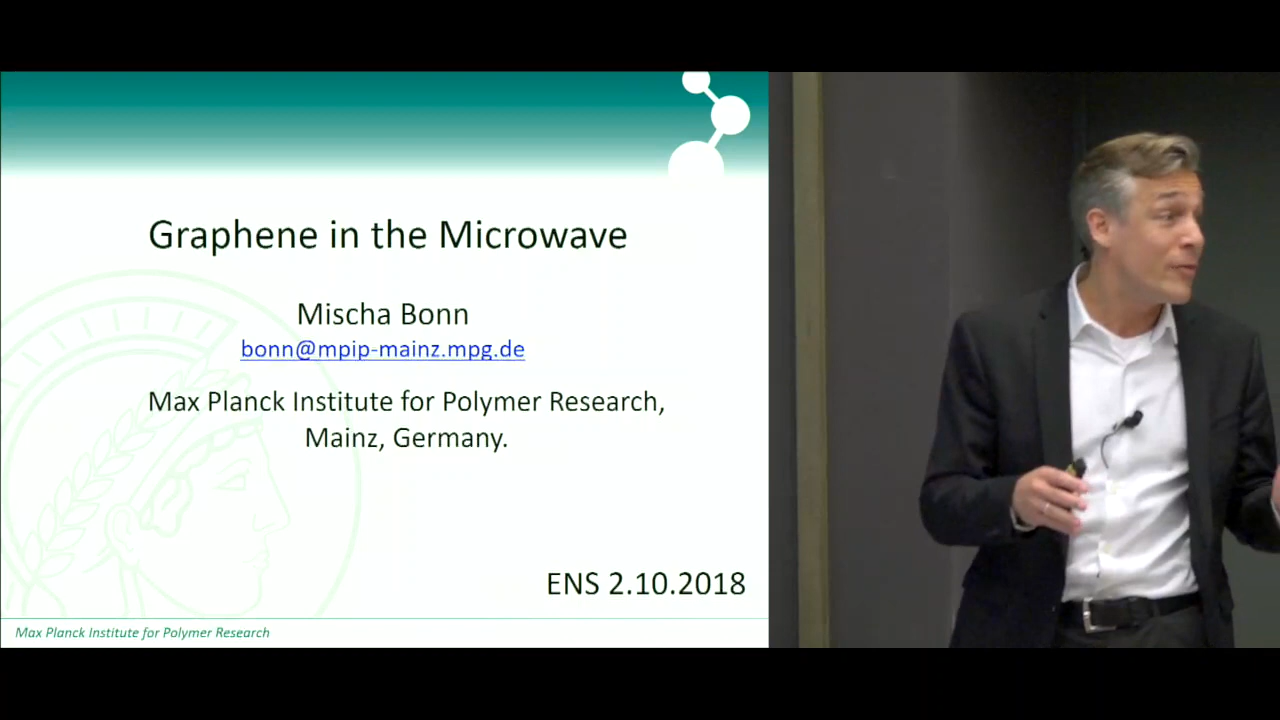 Graphene in the Microwave
Mischa Bonn
bonn@mpip-mainz.mpg.de
Max Planck Institute for Polymer Research,
Mainz, Germany.
ENS 2.10.2018
Max Planck Institute for Polymer Research